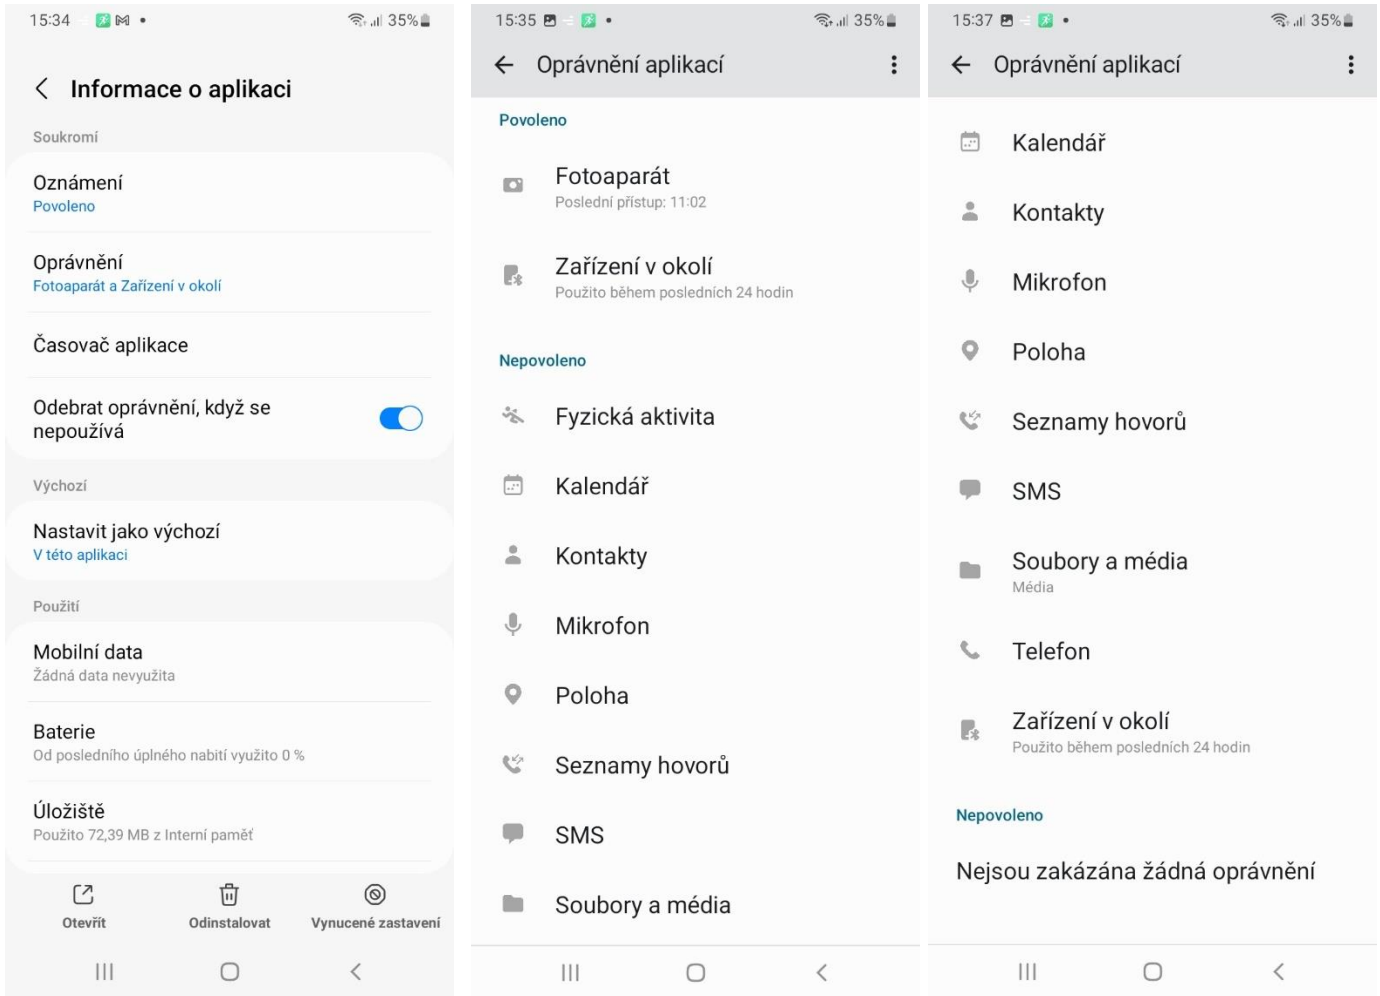 15:34
35%
Informace o aplikaci
Soukromí
Oznámení
Povoleno
Oprávnění
Fotoaparát a Zařízení v okolí
Časovač aplikace
Odebrat oprávnění, když se
nepoužívá
Výchozí
Nastavit jako výchozí
V této aplikaci
Použití
Mobilní data
Žádná data nevyužita
Baterie
Od posledního úplného nabití využito 0 %
Úložiště
Použito 72,39 MB z Interní paměť
Otevřít
Odinstalovat
Vynucené zastavení
15:35
35%
Oprávnění aplikací
Povoleno
Fotoaparát
Poslední přístup: 11:02
Zařízení v okolí
Použito během posledních 24 hodin
Nepovoleno
Fyzická aktivita
Kalendář
Kontakty
Mikrofon
Poloha
Seznamy hovorů
SMS
Soubory a média
15:37
35%
Oprávnění aplikací
Kalendář
Kontakty
Mikrofon
Poloha
Seznamy hovorů
SMS
Soubory a média
Média
Telefon
Zařízení v okolí
Použito během posledních 24 hodin
Nepovoleno
Nejsou zakázána žádná oprávnění